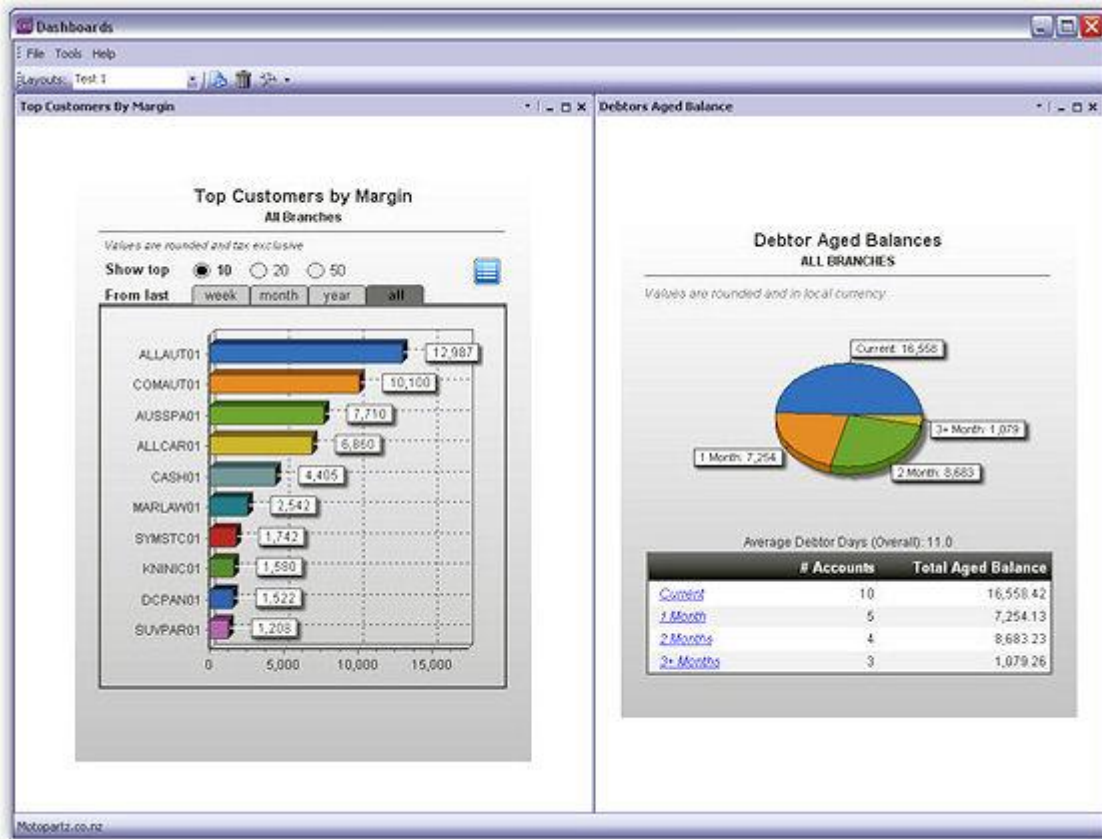 Dashboards
File Tools Help
Layouts: Test 1
Top Customers By Margin
Top Customers by Margin
All Branches
Values are rounded and tax exclusive
Show top 10 20 50
From last week month year all
ALLAUT01 12,987
COMAUT01 10,100
AUSSPA01 7,710
ALLCAR01 6,860
CASH01 4,405
MARLAW01 2,542
SYMSTC01 1,742
KNINIC01 1,580
DCPAN01 1,522
SUVPAR01 1,208
0 5,000 10,000 15,000
Debtors Aged Balance
Debtor Aged Balances
ALL BRANCHES
Values are rounded and in local currency
Current: 16,558
3+ Month: 1,079
1 Month: 7,254
2 Month: 8,683
Average Debtor Days (Overall): 11.0
# Accounts Total Aged Balance
Current 10 16,558.42
1 Month 5 7,254.13
2 Months 4 8,683.23
3+ Months 3 1,079.26
Motopartz.co.nz